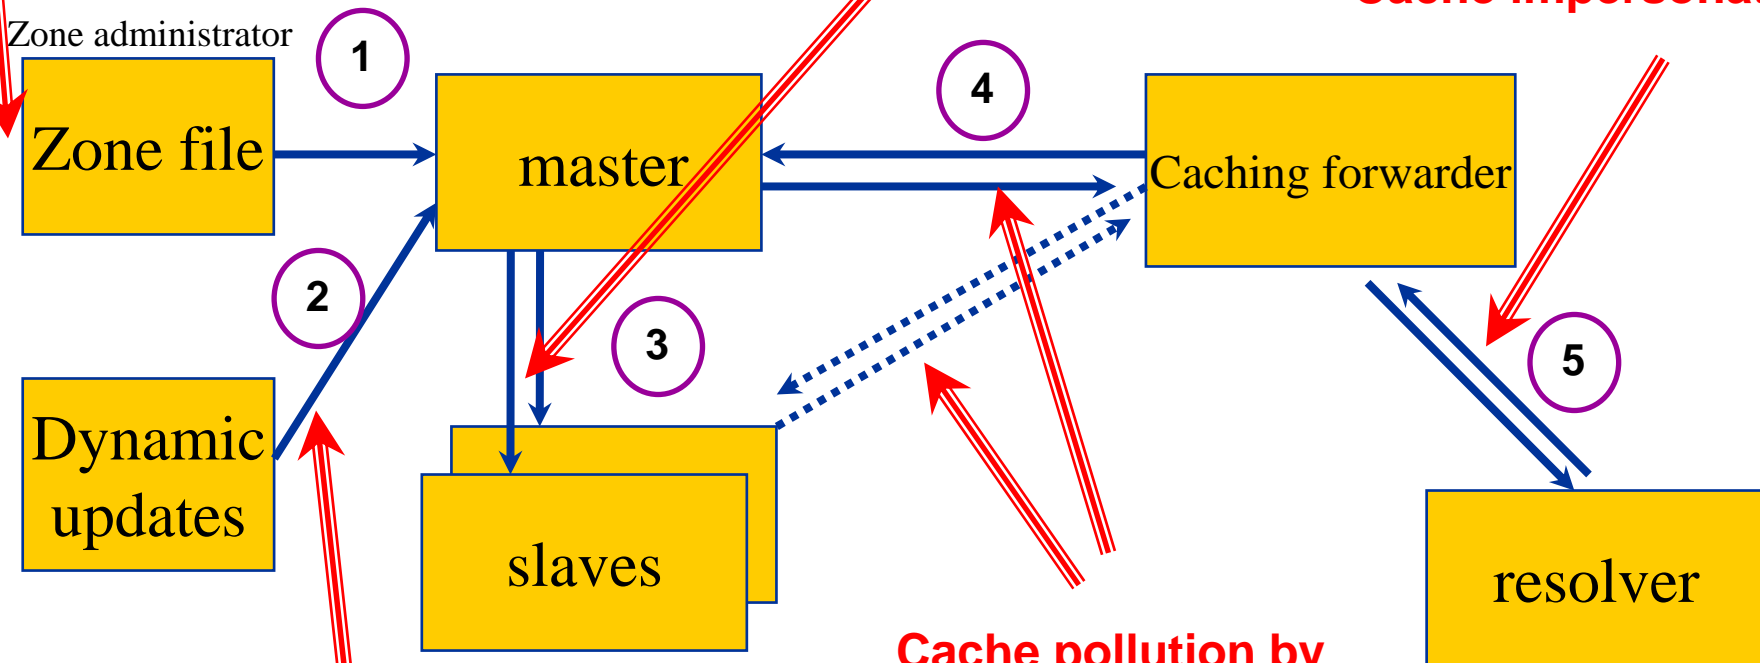 Zone administrator
1
4
Zone file
master
Caching forwarder
2
3
5
Dynamic
updates
slaves
resolver
Cache pollution by